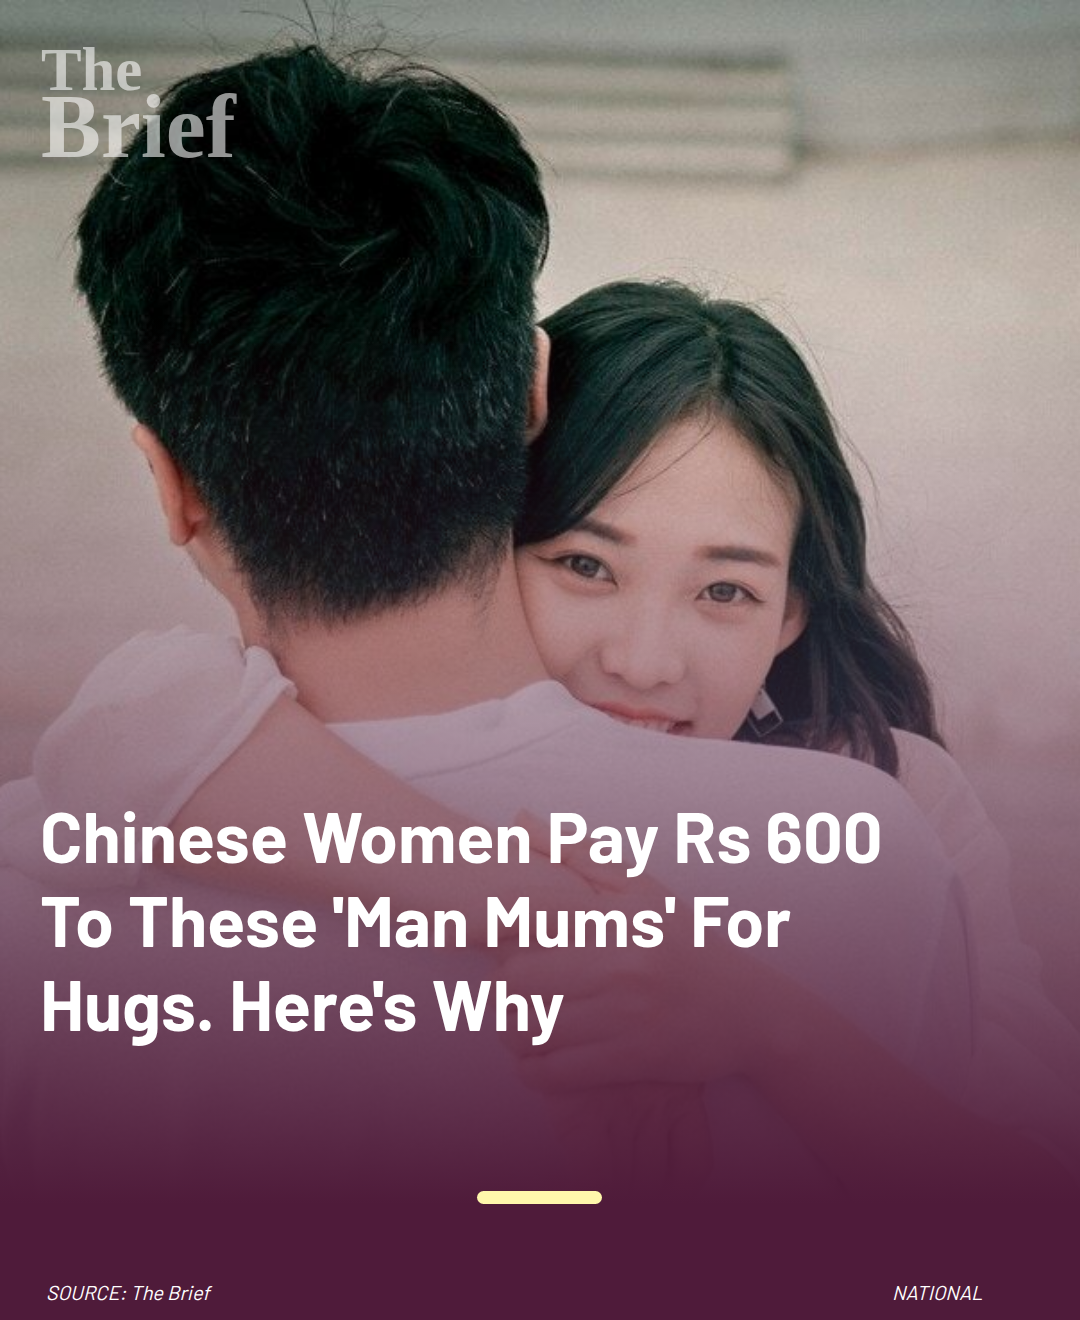 The
Brief
Chinese Women Pay Rs 600
To These 'Man Mums' For
Hugs. Here's Why
SOURCE: The Brief
NATIONAL